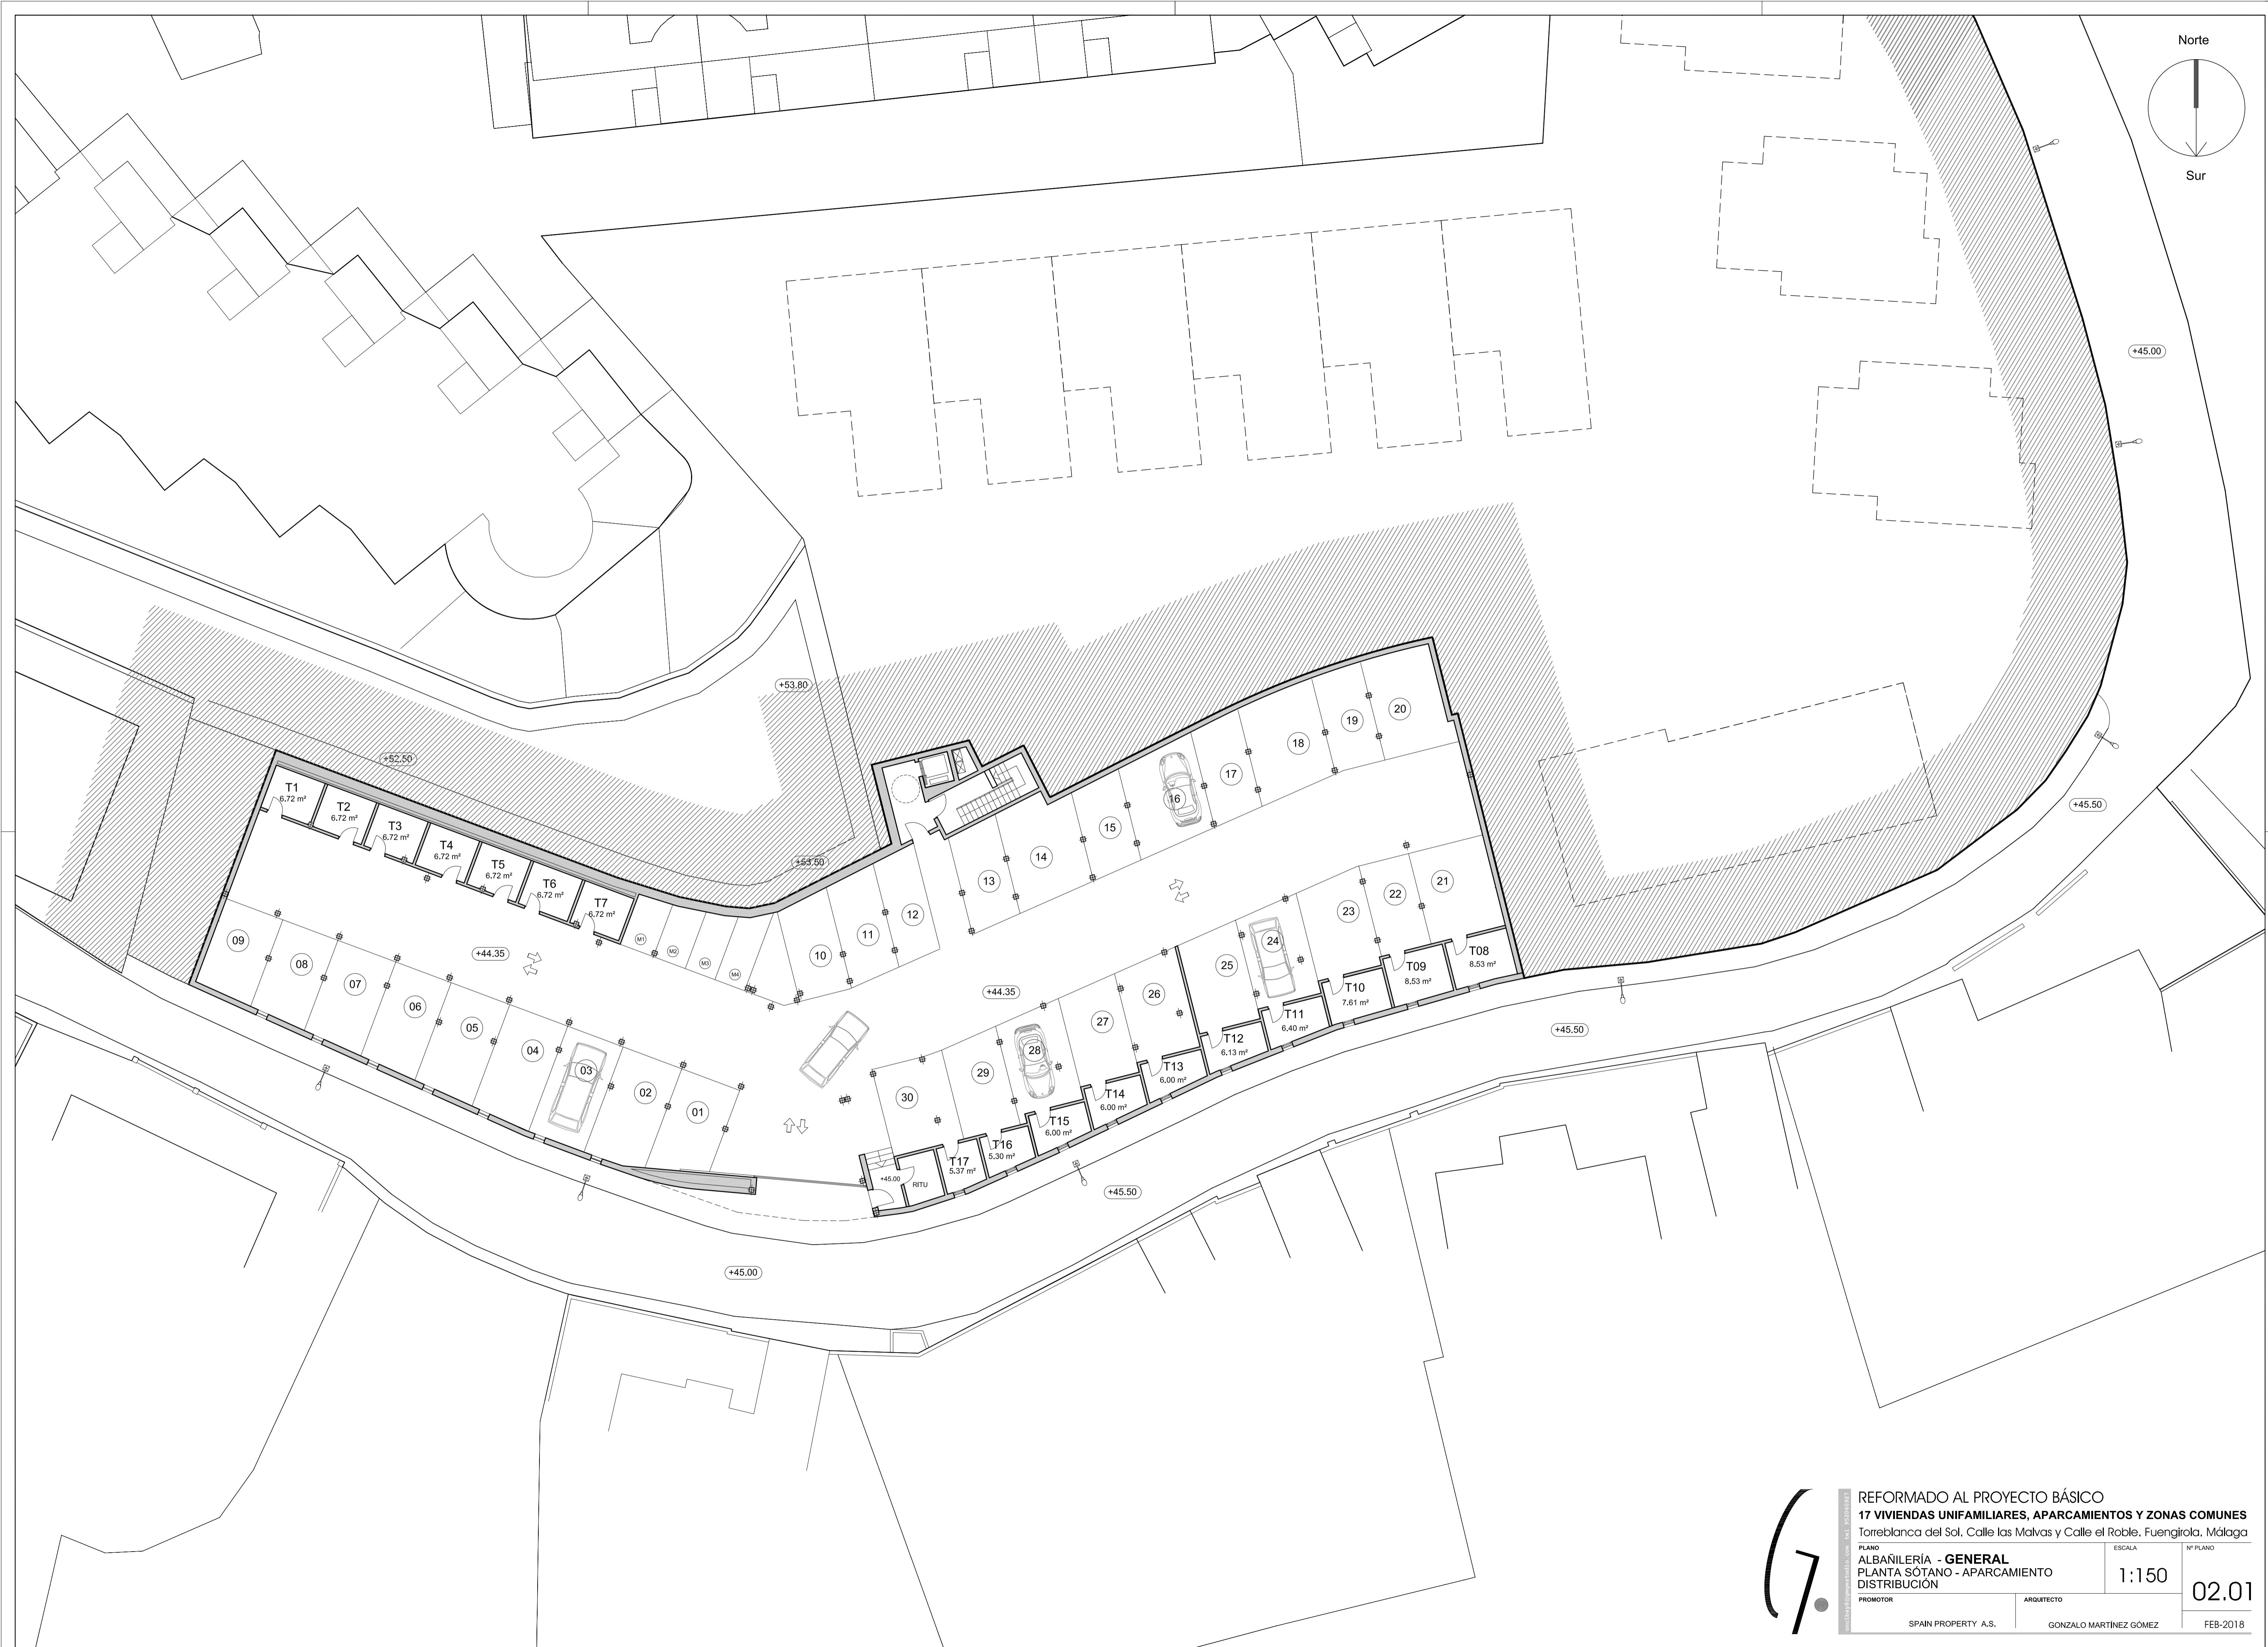 Norte
Sur
+45.00
+53.80
+52.50
+53.50
+45.50
T1
6.72 m²
T2
6.72 m²
T3
6.72 m²
T4
6.72 m²
T5
6.72 m²
T6
6.72 m²
T7
6.72 m²
M1
M2
M3
M4
09
08
07
06
05
04
03
02
01
+44.35
10
11
12
13
14
15
16
17
18
19
20
21
22
23
24
25
26
27
28
29
30
+44.35
T08
8.53 m²
T09
8.53 m²
T10
7.61 m²
T11
6.40 m²
T12
6.13 m²
T13
6,00 m²
T14
6.00 m²
T15
6,00 m²
T16
5.30 m²
T17
5.37 m²
RITU
+45.00
+45.50
+45.50
+45.00
REFORMADO AL PROYECTO BÁSICO
17 VIVIENDAS UNIFAMILIARES, APARCAMIENTOS Y ZONAS COMUNES
Torreblanca del Sol. Calle las Malvas y Calle el Roble. Fuengirola. Málaga
PLANO
ALBAÑILERÍA - GENERAL
PLANTA SÓTANO - APARCAMIENTO
DISTRIBUCIÓN
ESCALA
1:150
Nº PLANO
02.01
PROMOTOR
SPAIN PROPERTY A.S.
ARQUITECTO
GONZALO MARTÍNEZ GÓMEZ
FEB-2018